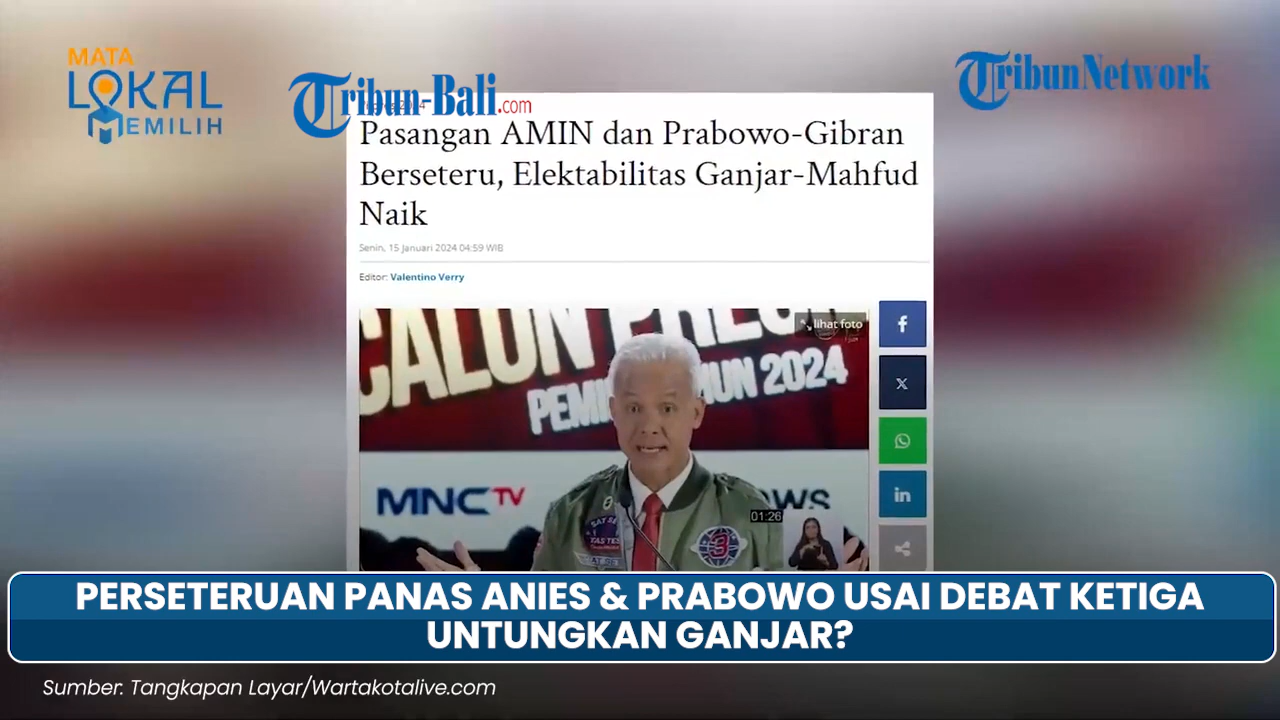 MATA
LOKAL
MEMILIH
Tribun-Bali.com
TribunNetwork
Pasangan AMIN dan Prabowo-Gibran
Berseteru, Elektabilitas Ganjar-Mahfud
Naik
Senin, 15 Januari 2024 04:59 WIB
Editor: Valentino Verry
lihat foto
CALON PRES
2024
MNCTV
01:26
3
PERSETERUAN PANAS ANIES & PRABOWO USAI DEBAT KETIGA
UNTUNGKAN GANJAR?
Sumber: Tangkapan Layar/Wartakotalive.com